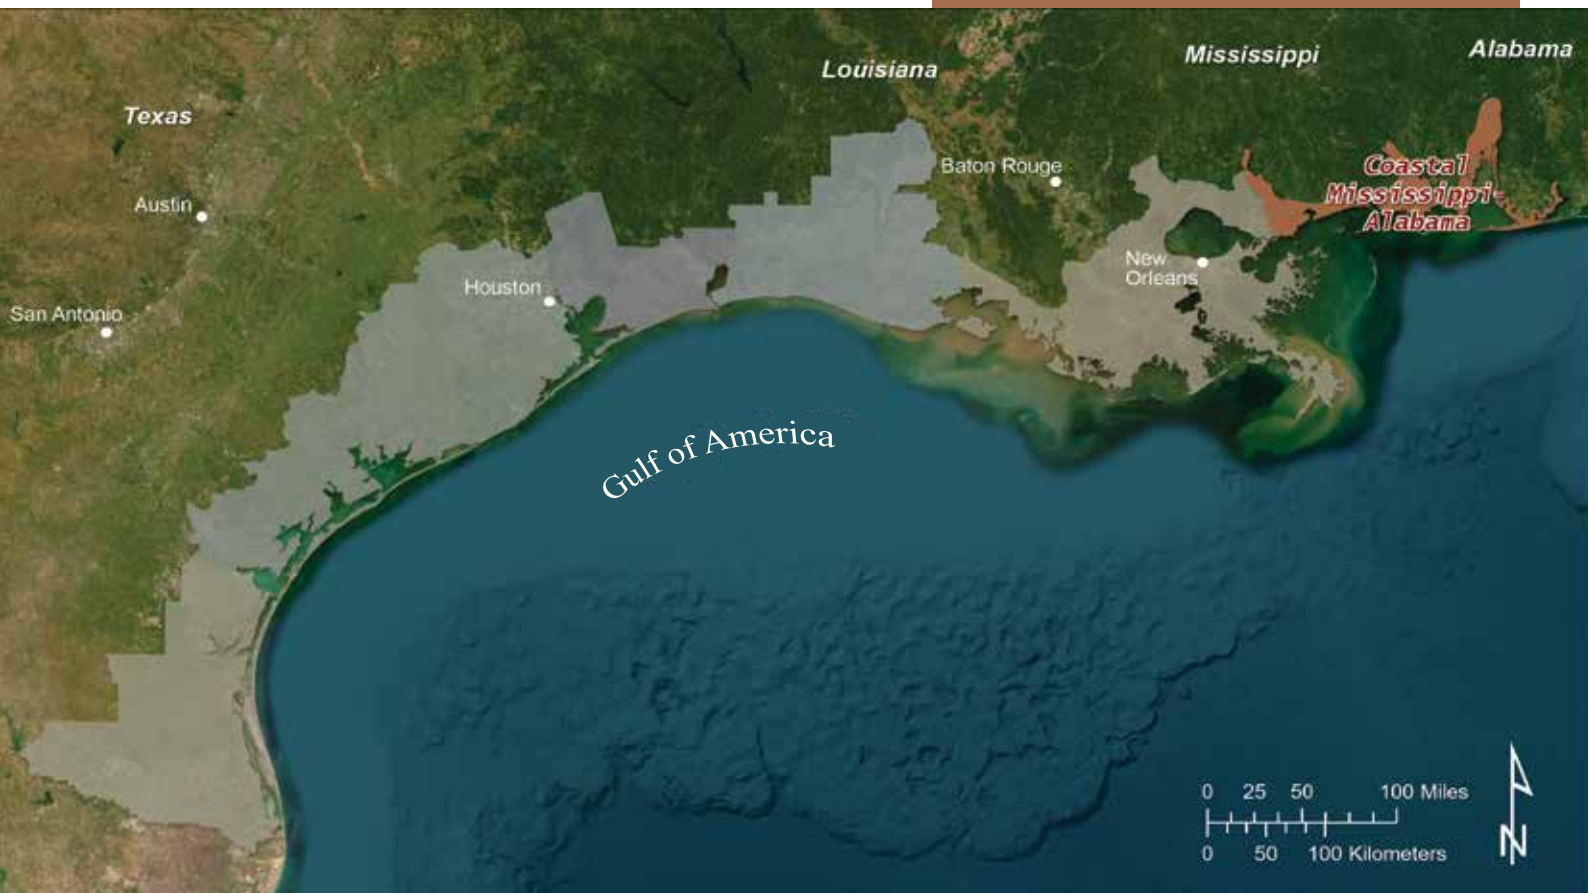 Alabama
Mississippi
Louisiana
Texas
Coastal
Mississippi-
Alabama
Baton Rouge
Austin
New
Orleans
Houston
San Antonio
Gulf of America
0 25 50 100 Miles
0 50 100 Kilometers
N